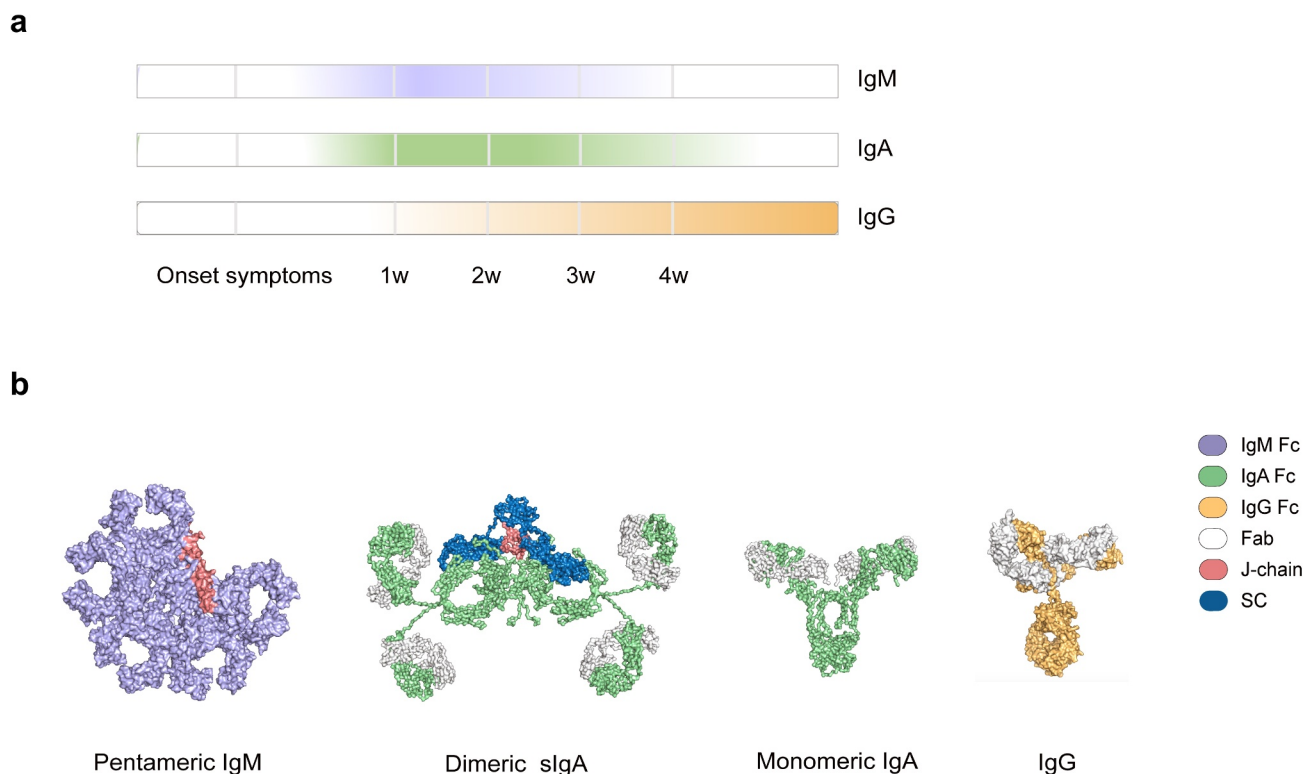 a
IgM
IgA
IgG
Onset symptoms 1w 2w 3w 4w
b
IgM Fc
IgA Fc
IgG Fc
Fab
J-chain
SC
Pentameric IgM
Dimeric sIgA
Monomeric IgA
IgG